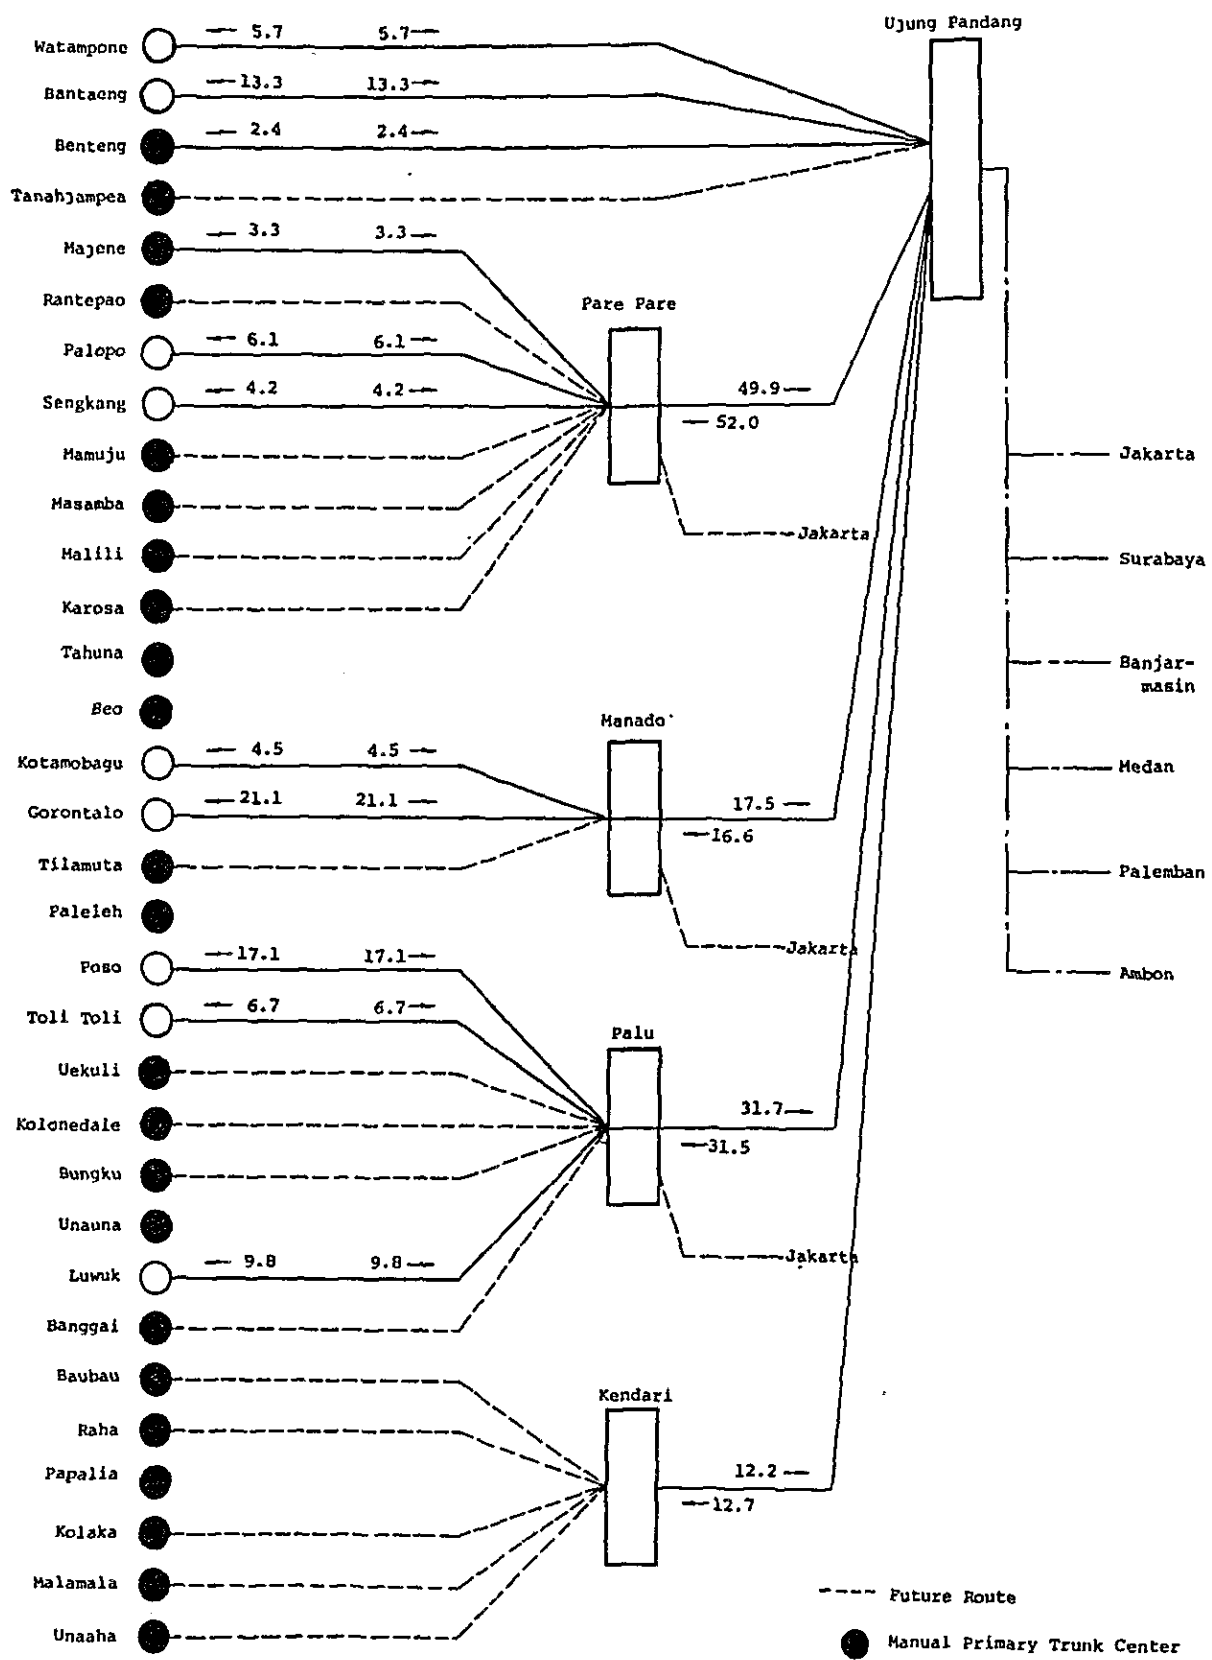 Ujung Pandang
Watampone
5.7 5.7
Bantaeng
13.3 13.3
Benteng
2.4 2.4
Tanahjampea
Majene
3.3 3.3
Rantepao
Pare Pare
Palopo
6.1 6.1
Sengkang
4.2 4.2
49.9
52.0
Mamuju
Jakarta
Masamba
Jakarta
Malili
Surabaya
Karosa
Tahuna
Banjar-
masin
Beo
Manado
Kotamobagu
4.5 4.5
Medan
Gorontalo
21.1 21.1
17.5
16.6
Tilamuta
Palemban
Paleleh
Jakarta
Poso
17.1 17.1
Ambon
Toli Toli
6.7 6.7
Palu
Uekuli
31.7
31.5
Kolonedale
Bungku
Unauna
Jakarta
Luwuk
9.8 9.8
Banggai
Baubau
Kendari
Raha
Papalia
12.2
12.7
Kolaka
Malamala
Future Route
Unaaha
Manual Primary Trunk Center